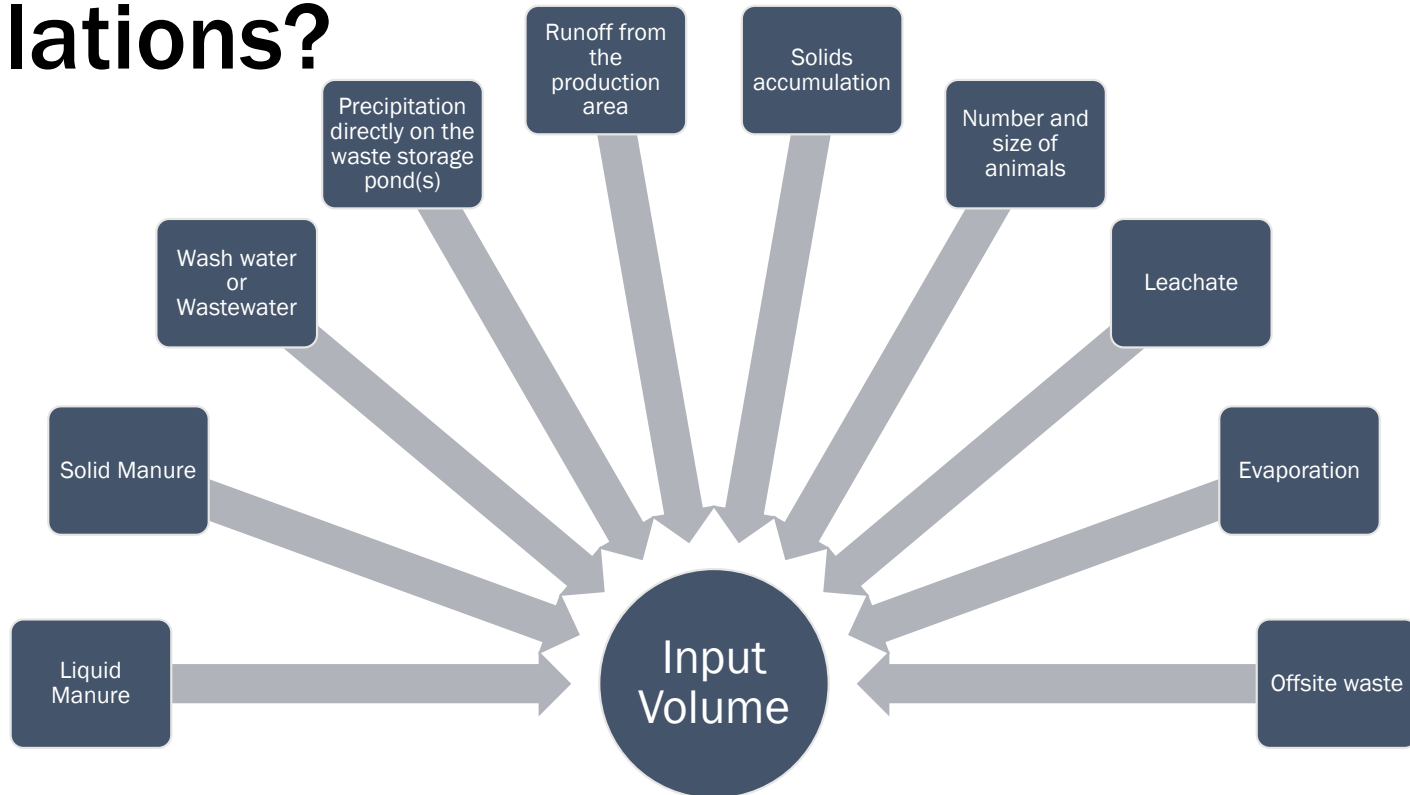 lations?
Runoff from
the
production
area
Solids
accumulation
Precipitation
directly on the
waste storage
pond(s)
Number and
size of
animals
Wash water
or
Wastewater
Leachate
Solid Manure
Evaporation
Liquid
Manure
Input
Volume
Offsite waste